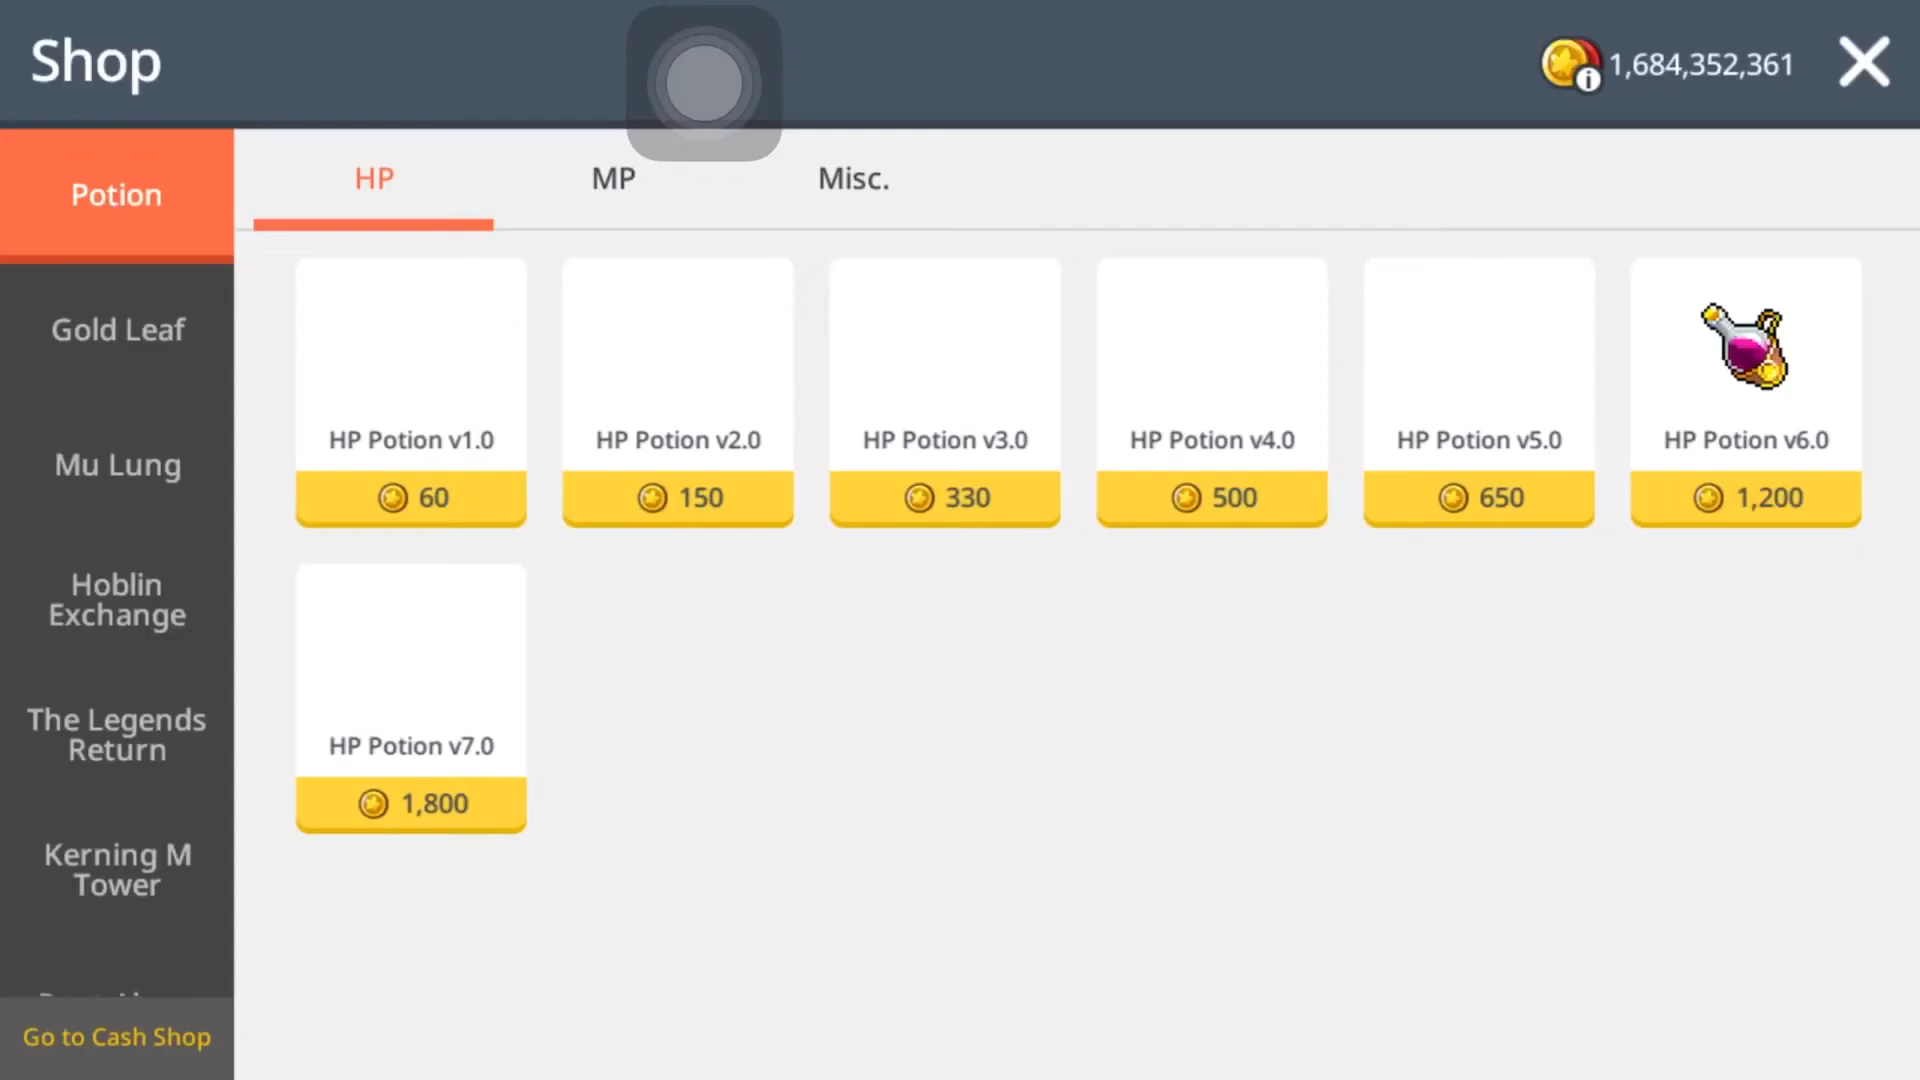 Shop
1,684,352,361
Potion
HP
MP
Misc.
Gold Leaf
Mu Lung
Hoblin
Exchange
The Legends
Return
Kerning M
Tower
Go to Cash Shop
HP Potion v1.0
60
HP Potion v2.0
150
HP Potion v3.0
330
HP Potion v4.0
500
HP Potion v5.0
650
HP Potion v6.0
1,200
HP Potion v7.0
1,800